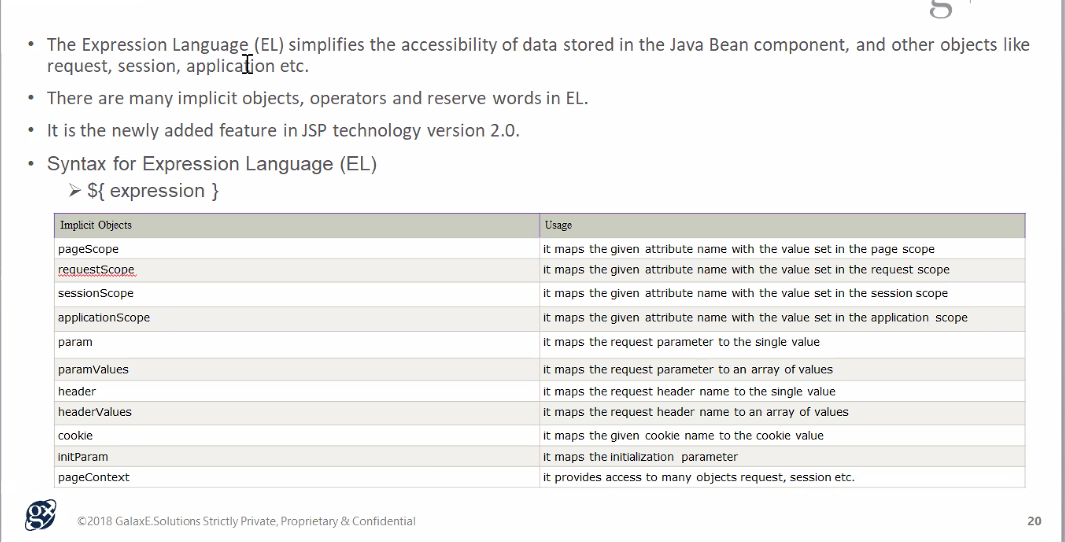 The Expression Language (EL) simplifies the accessibility of data stored in the Java Bean component, and other objects like
request, session, application etc.
There are many implicit objects, operators and reserve words in EL.
It is the newly added feature in JSP technology version 2.0.
Syntax for Expression Language (EL)
${ expression }
Implicit Objects Usage
pageScope it maps the given attribute name with the value set in the page scope
requestScope it maps the given attribute name with the value set in the request scope
sessionScope it maps the given attribute name with the value set in the session scope
applicationScope it maps the given attribute name with the value set in the application scope
param it maps the request parameter to the single value
paramValues it maps the request parameter to an array of values
header it maps the request header name to the single value
headerValues it maps the request header name to an array of values
cookie it maps the given cookie name to the cookie value
initParam it maps the initialization parameter
pageContext it provides access to many objects request, session etc.
gx ©2018 GalaxE.Solutions Strictly Private, Proprietary & Confidential 20